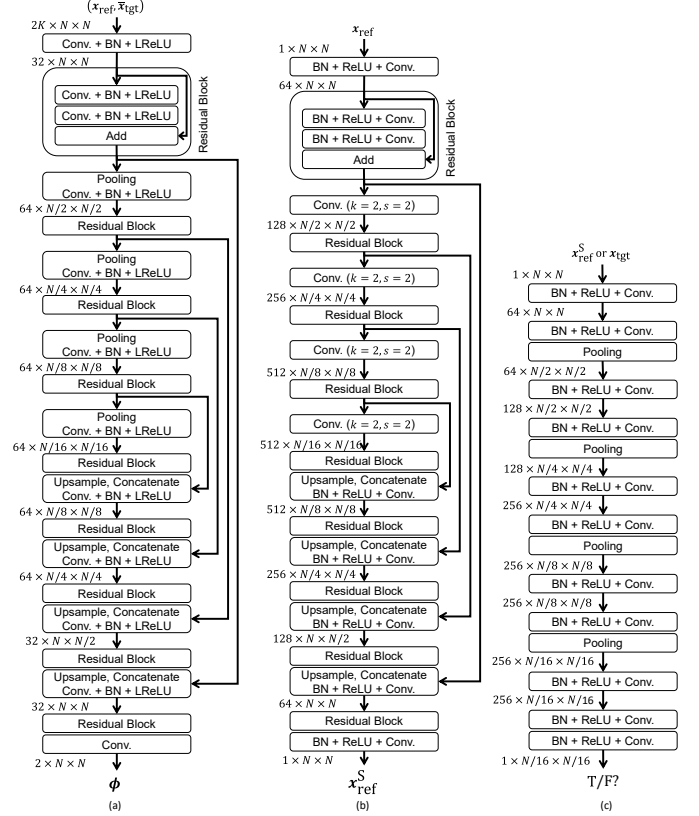 (x_ref, x̄_tgt)
2K × N × N
Conv. + BN + LReLU
32 × N × N
Conv. + BN + LReLU
Conv. + BN + LReLU
Add
Residual Block
Pooling
Conv. + BN + LReLU
64 × N/2 × N/2
Residual Block
Pooling
Conv. + BN + LReLU
64 × N/4 × N/4
Residual Block
Pooling
Conv. + BN + LReLU
64 × N/8 × N/8
Residual Block
Pooling
Conv. + BN + LReLU
64 × N/16 × N/16
Residual Block
Upsample, Concatenate
Conv. + BN + LReLU
64 × N/8 × N/8
Residual Block
Upsample, Concatenate
Conv. + BN + LReLU
64 × N/4 × N/4
Residual Block
Upsample, Concatenate
Conv. + BN + LReLU
32 × N × N/2
Residual Block
Upsample, Concatenate
Conv. + BN + LReLU
32 × N × N
Residual Block
Conv.
2 × N × N
ϕ
(a)
x_ref
1 × N × N
BN + ReLU + Conv.
64 × N × N
BN + ReLU + Conv.
BN + ReLU + Conv.
Add
Residual Block
Conv. (k = 2, s = 2)
128 × N/2 × N/2
Residual Block
Conv. (k = 2, s = 2)
256 × N/4 × N/4
Residual Block
Conv. (k = 2, s = 2)
512 × N/8 × N/8
Residual Block
Conv. (k = 2, s = 2)
512 × N/16 × N/16
Residual Block
Upsample, Concatenate
BN + ReLU + Conv.
512 × N/8 × N/8
Residual Block
Upsample, Concatenate
BN + ReLU + Conv.
256 × N/4 × N/4
Residual Block
Upsample, Concatenate
BN + ReLU + Conv.
128 × N × N/2
Residual Block
Upsample, Concatenate
BN + ReLU + Conv.
64 × N × N
Residual Block
BN + ReLU + Conv.
1 × N × N
x_ref^S
(b)
x_ref^S or x_tgt
1 × N × N
BN + ReLU + Conv.
64 × N × N
BN + ReLU + Conv.
Pooling
64 × N/2 × N/2
BN + ReLU + Conv.
128 × N/2 × N/2
BN + ReLU + Conv.
Pooling
128 × N/4 × N/4
BN + ReLU + Conv.
256 × N/4 × N/4
BN + ReLU + Conv.
Pooling
256 × N/8 × N/8
BN + ReLU + Conv.
256 × N/8 × N/8
BN + ReLU + Conv.
Pooling
256 × N/16 × N/16
BN + ReLU + Conv.
256 × N/16 × N/16
BN + ReLU + Conv.
BN + ReLU + Conv.
1 × N/16 × N/16
T/F?
(c)